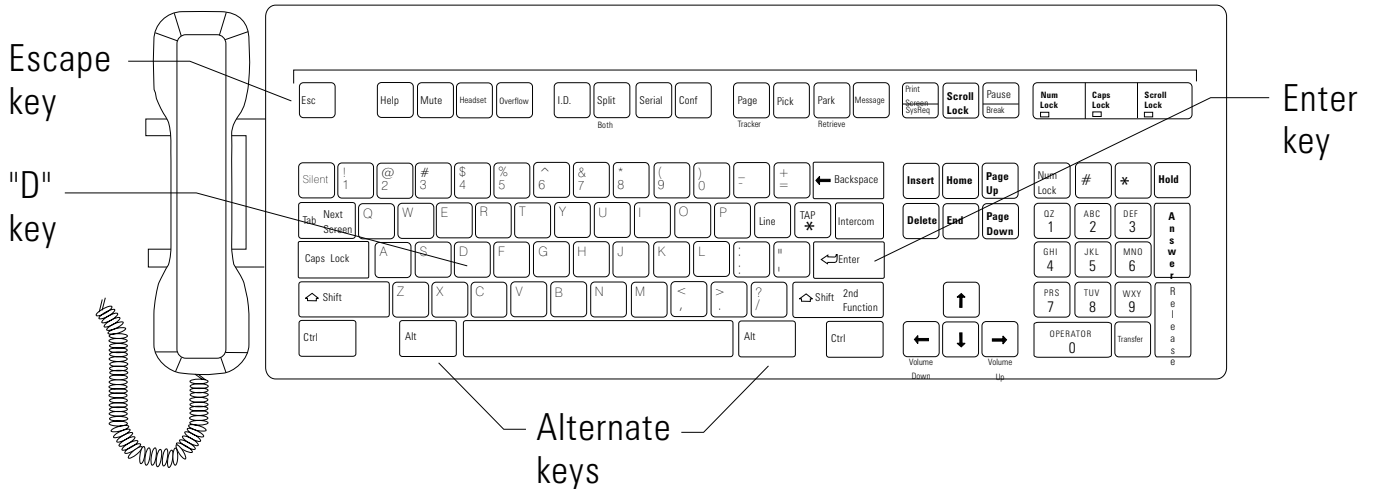 Escape
key
"D"
key
Enter
key
Alternate
keys
Esc
Help Mute Headset Overflow
I.D. Split Serial Conf
Both
Page Pick Park Message
Tracker Retrieve
Print
Screen
SysReq
Scroll
Lock
Pause
Break
Num
Lock
Caps
Lock
Scroll
Lock
Silent ! 1 @ 2 # 3 $ 4 % 5 ^ 6 & 7 * 8 ( 9 ) 0 _ - + = ← Backspace
Tab Next
Screen
Q W E R T Y U I O P Line TAP * Intercom
Caps Lock A S D F G H J K L : ; " ' Enter
Shift Z X C V B N M < , > . ? / Shift 2nd
Function
Ctrl Alt Alt Ctrl
Insert Home Page
Up
Delete End Page
Down
↑
← ↓ →
Volume
Down
Volume
Up
Num
Lock
# * Hold
QZ ABC DEF
1 2 3
GHI JKL MNO
4 5 6
PRS TUV WXY
7 8 9
OPERATOR
0
Transfer
Answer
Release